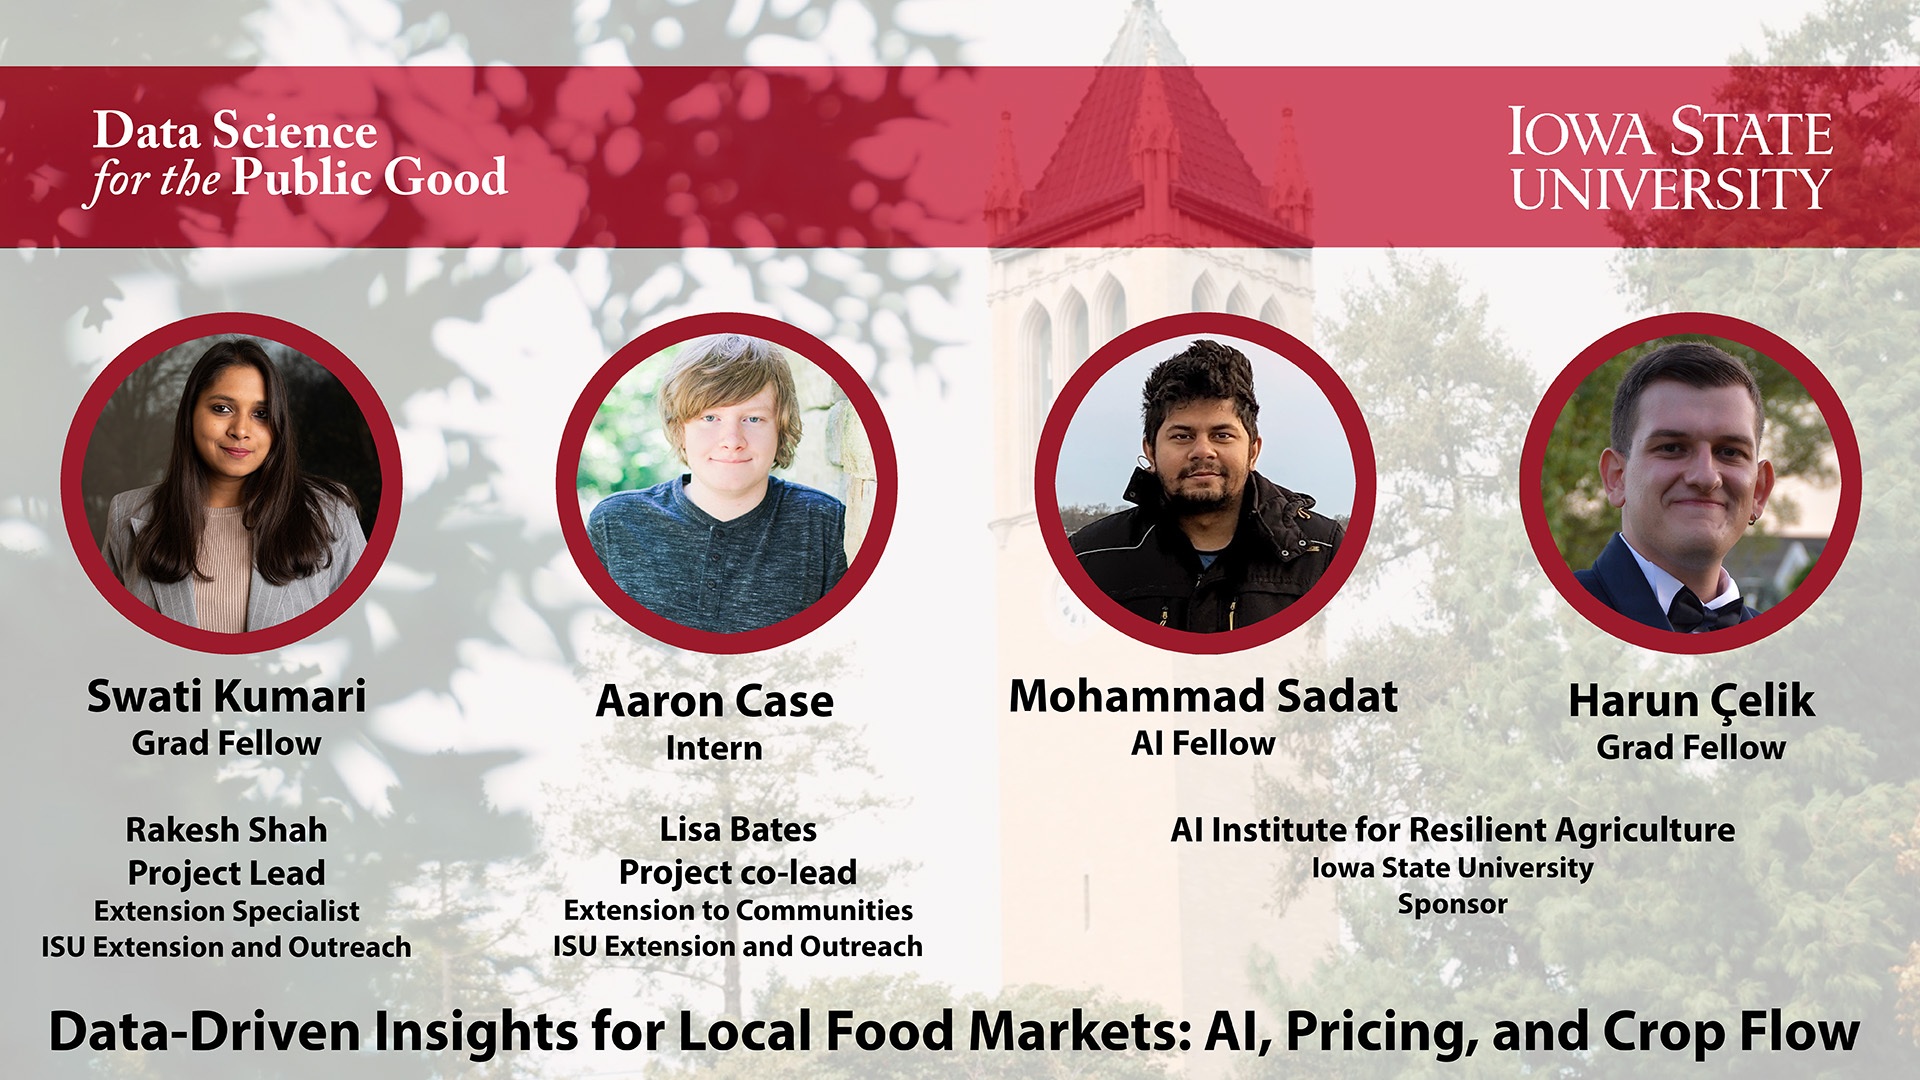 Data Science
for the Public Good
IOWA STATE
UNIVERSITY
Swati Kumari
Grad Fellow
Aaron Case
Intern
Mohammad Sadat
AI Fellow
Harun Çelik
Grad Fellow
Rakesh Shah
Project Lead
Extension Specialist
ISU Extension and Outreach
Lisa Bates
Project co-lead
Extension to Communities
ISU Extension and Outreach
AI Institute for Resilient Agriculture
Iowa State University
Sponsor
Data-Driven Insights for Local Food Markets: AI, Pricing, and Crop Flow